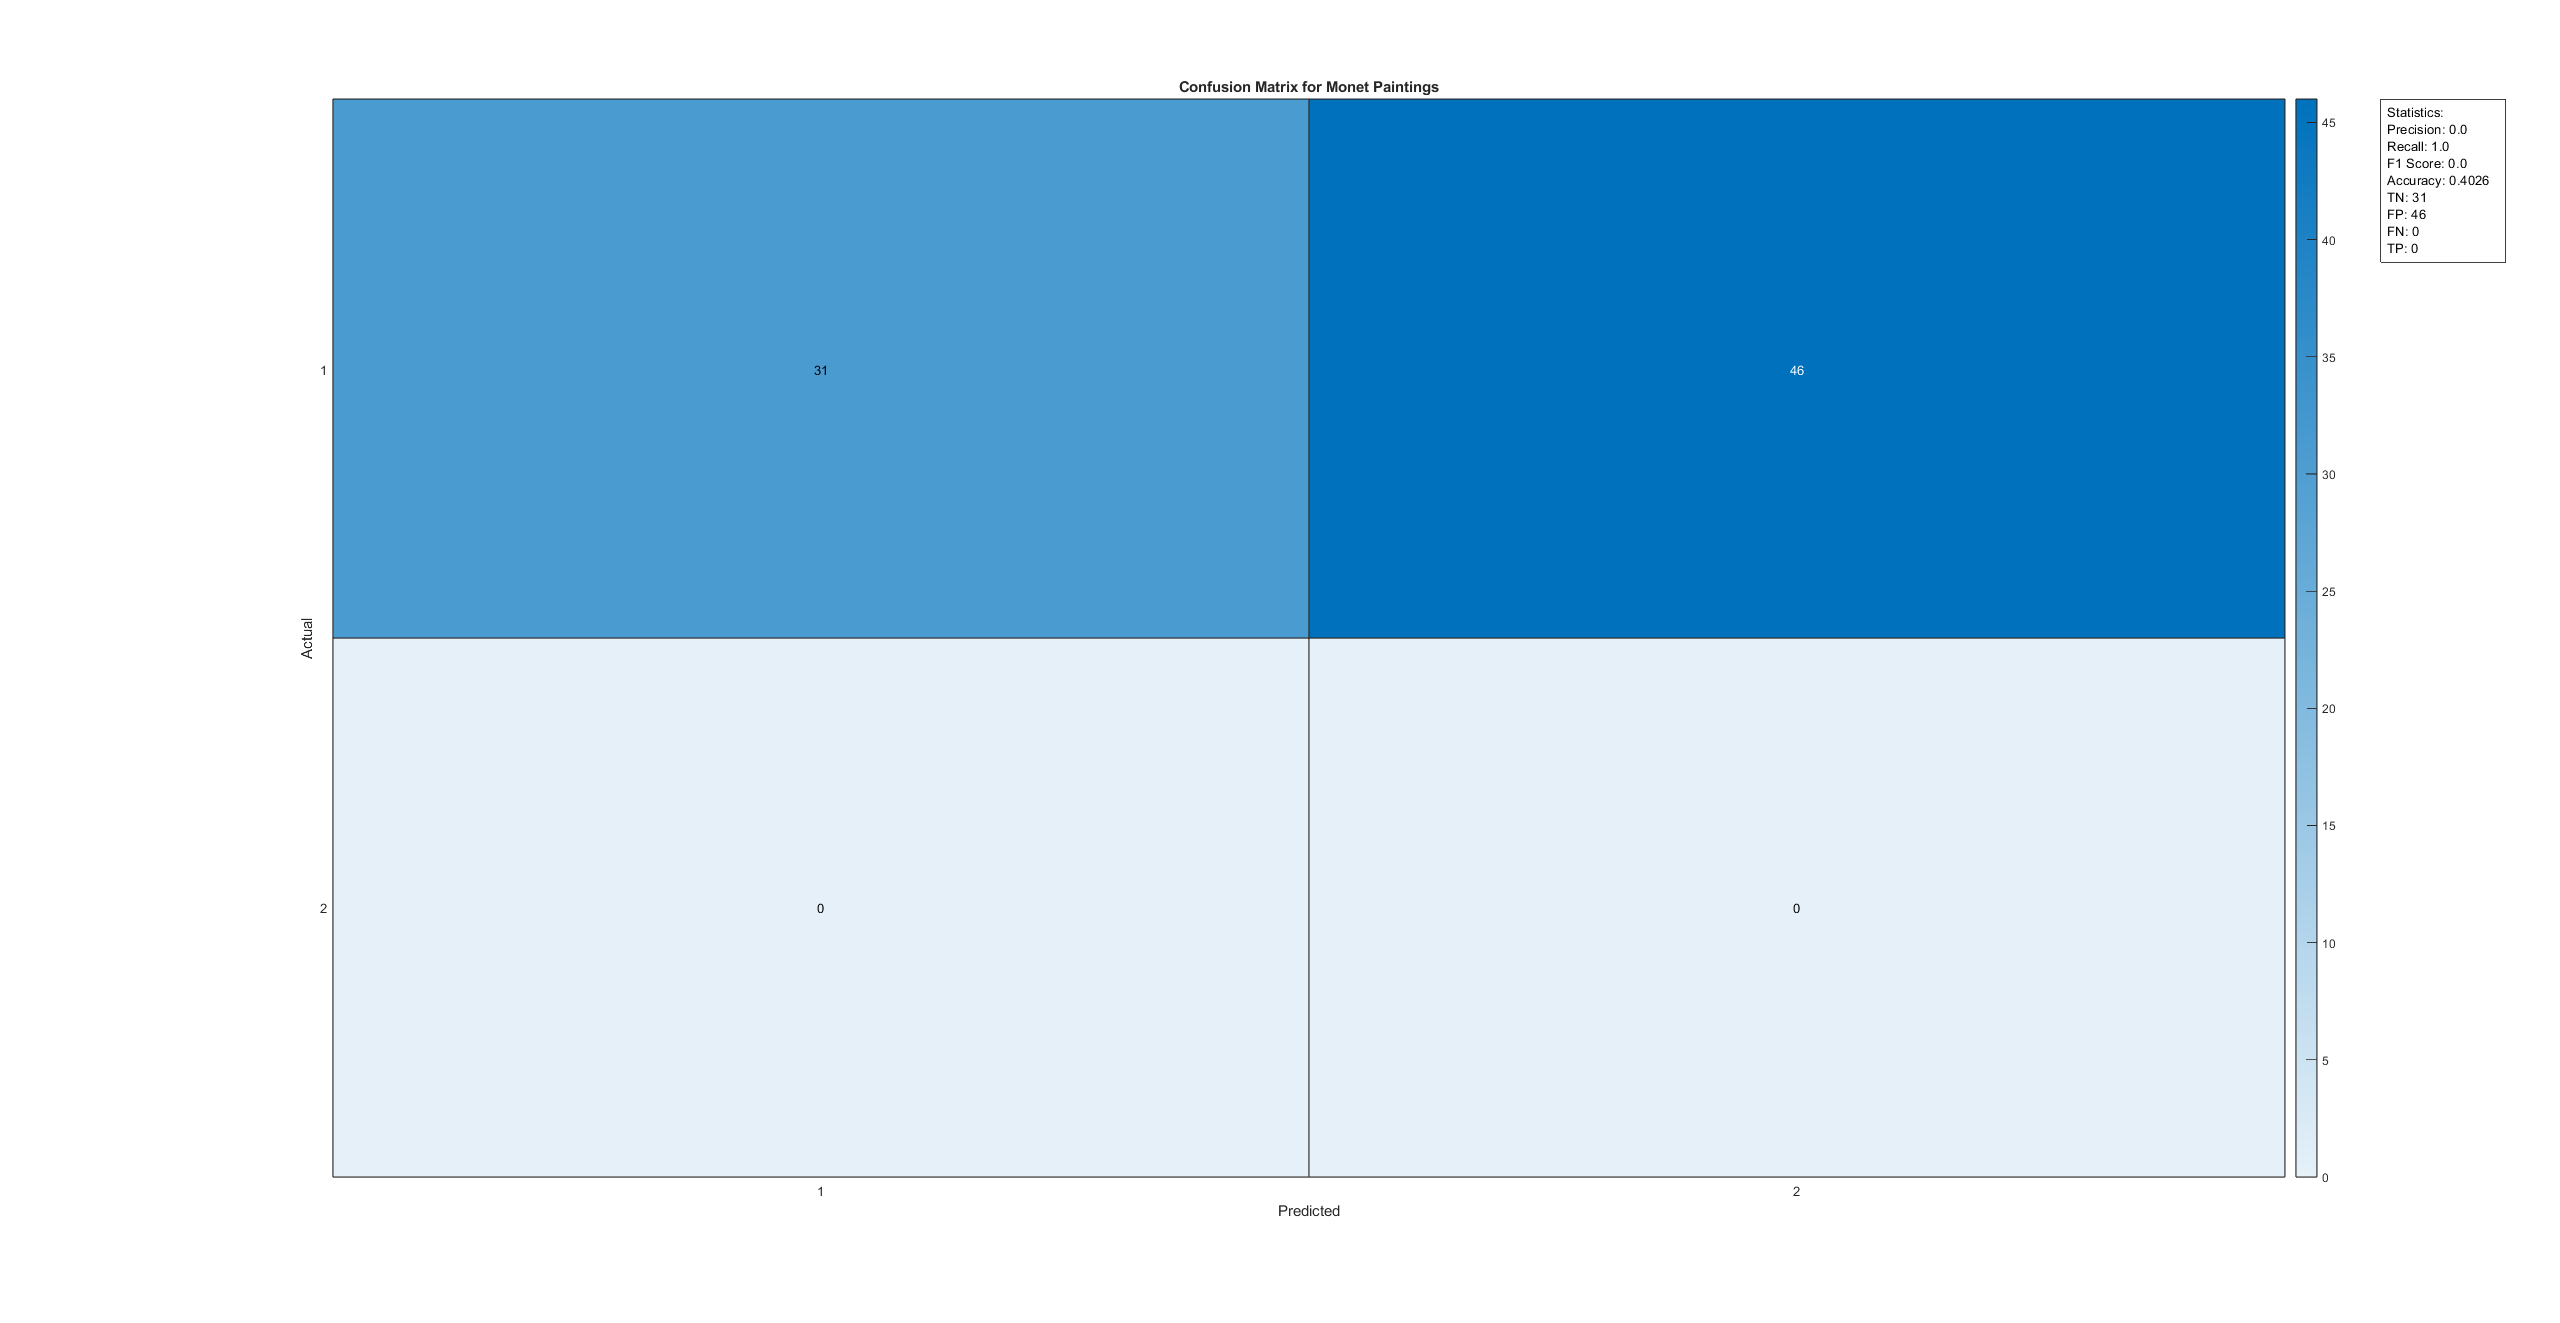 Confusion Matrix for Monet Paintings
Statistics:
Precision: 0.0
Recall: 1.0
F1 Score: 0.0
Accuracy: 0.4026
TN: 31
FP: 46
FN: 0
TP: 0
45
40
35
30
25
20
15
10
5
0
Actual
1
31
46
2
0
0
1
2
Predicted